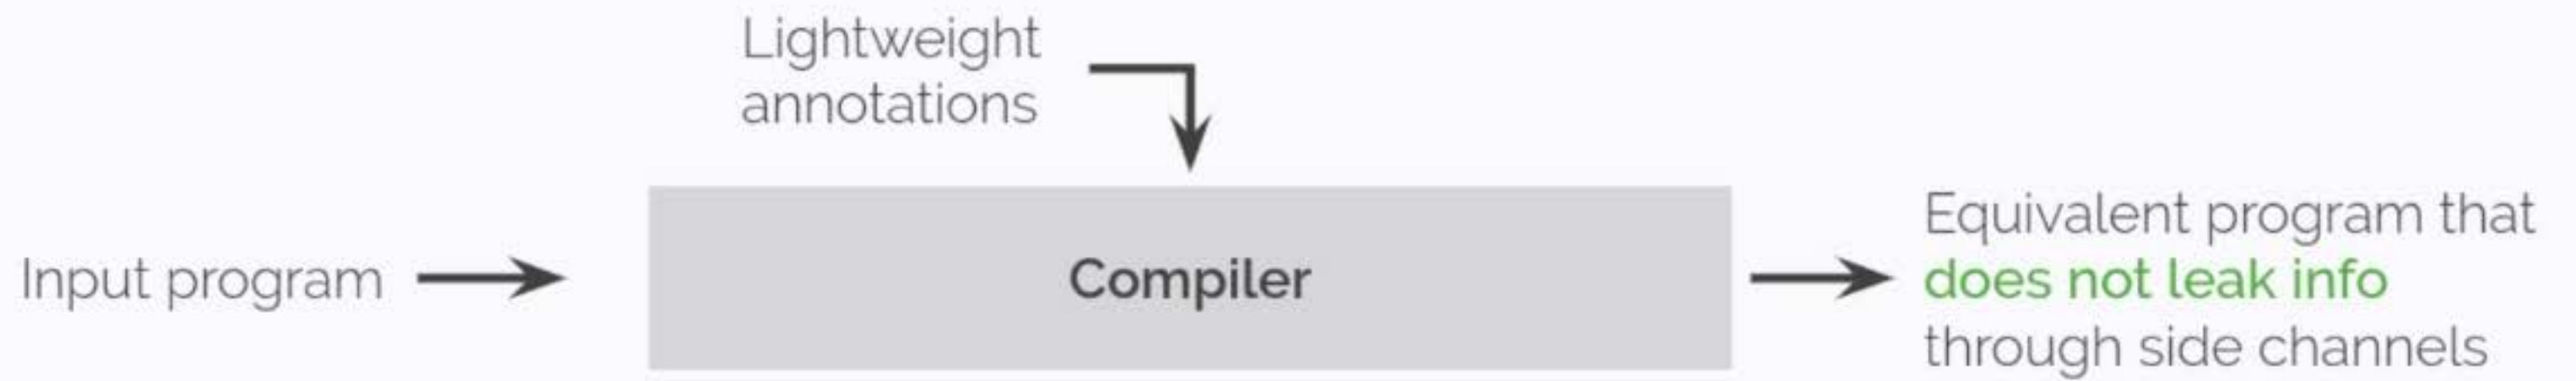 Lightweight
annotations
Input program
Compiler
Equivalent program that
does not leak info
through side channels